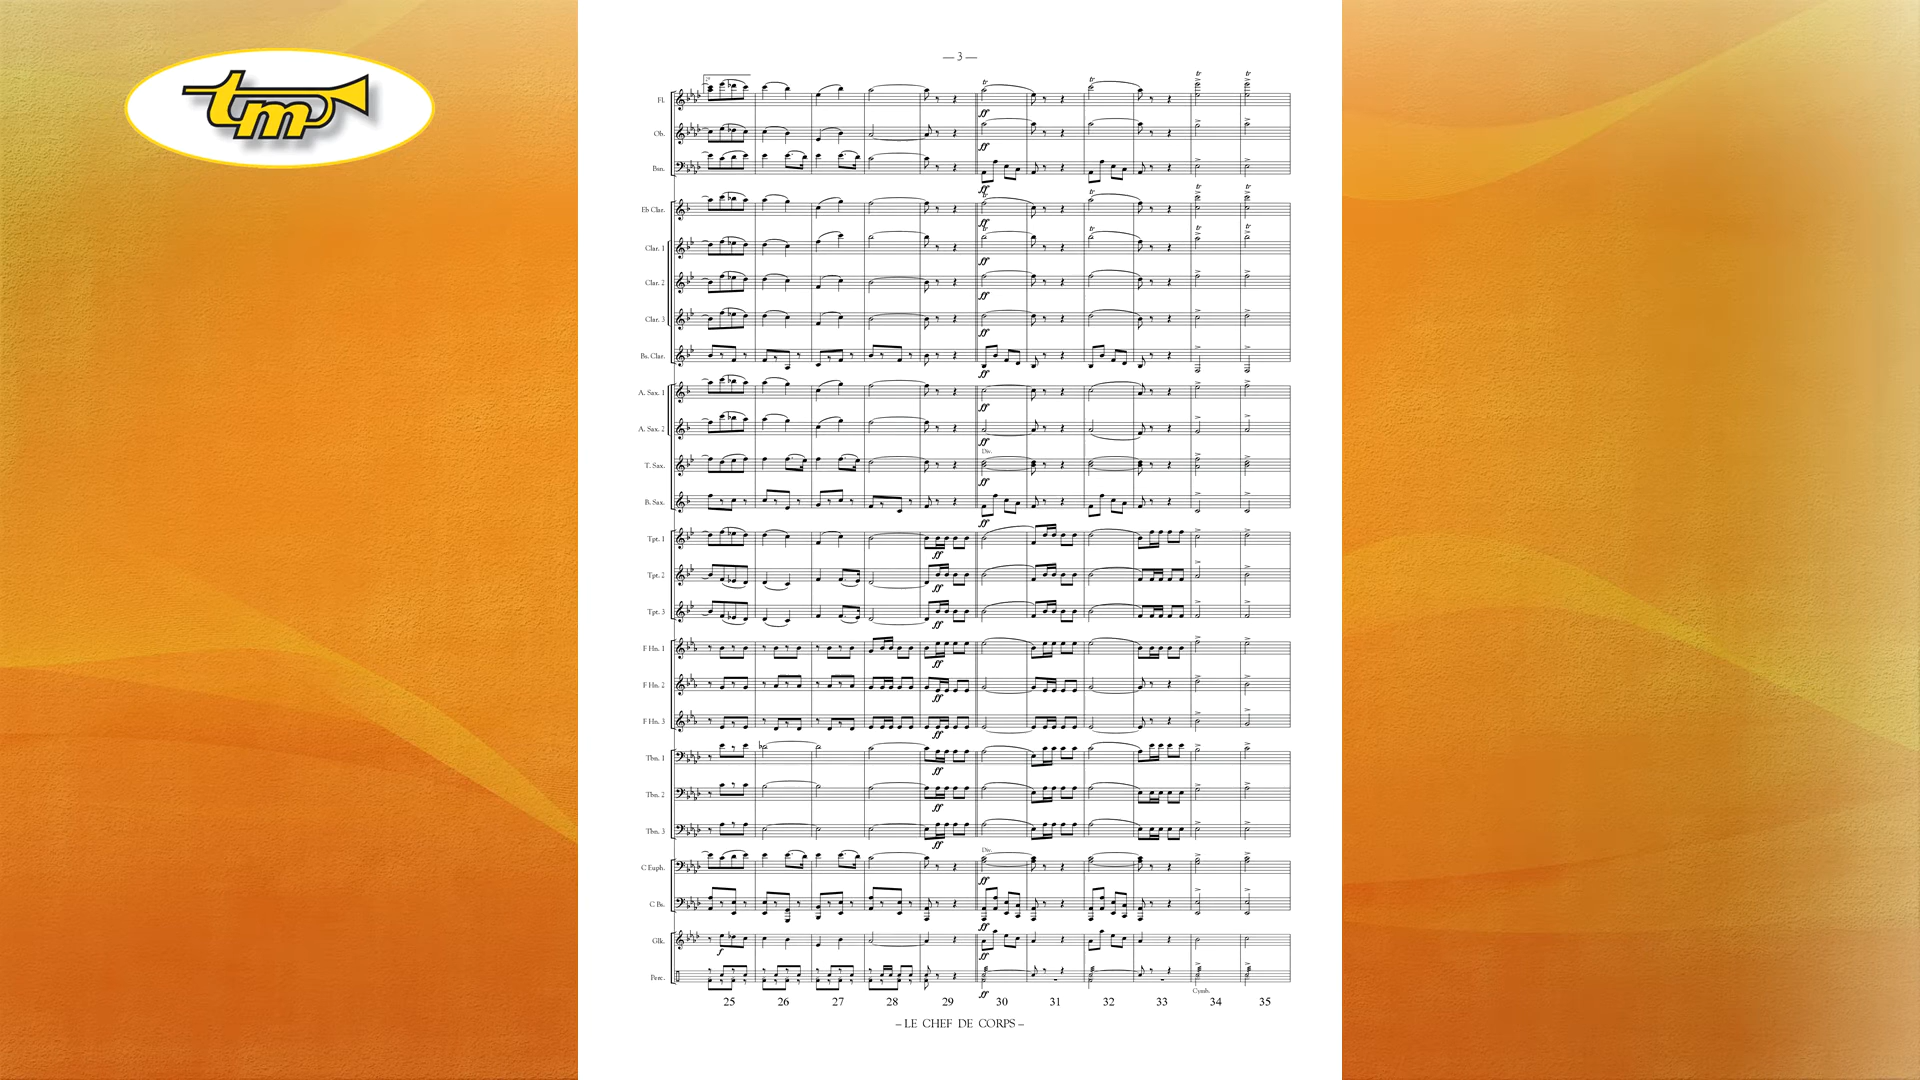 tm
— 3 —
Fl.
Ob.
Bsn.
Eb Clar.
Clar. 1
Clar. 2
Clar. 3
Bs. Clar.
A. Sax. 1
A. Sax. 2
Div.
T. Sax.
B. Sax.
Tpt. 1
Tpt. 2
Tpt. 3
F Hn. 1
F Hn. 2
F Hn. 3
Tbn. 1
Tbn. 2
Tbn. 3
Div.
C Euph.
C Bs.
Glk.
Perc.
Cymb.
25 26 27 28 29 30 31 32 33 34 35
– LE CHEF DE CORPS –